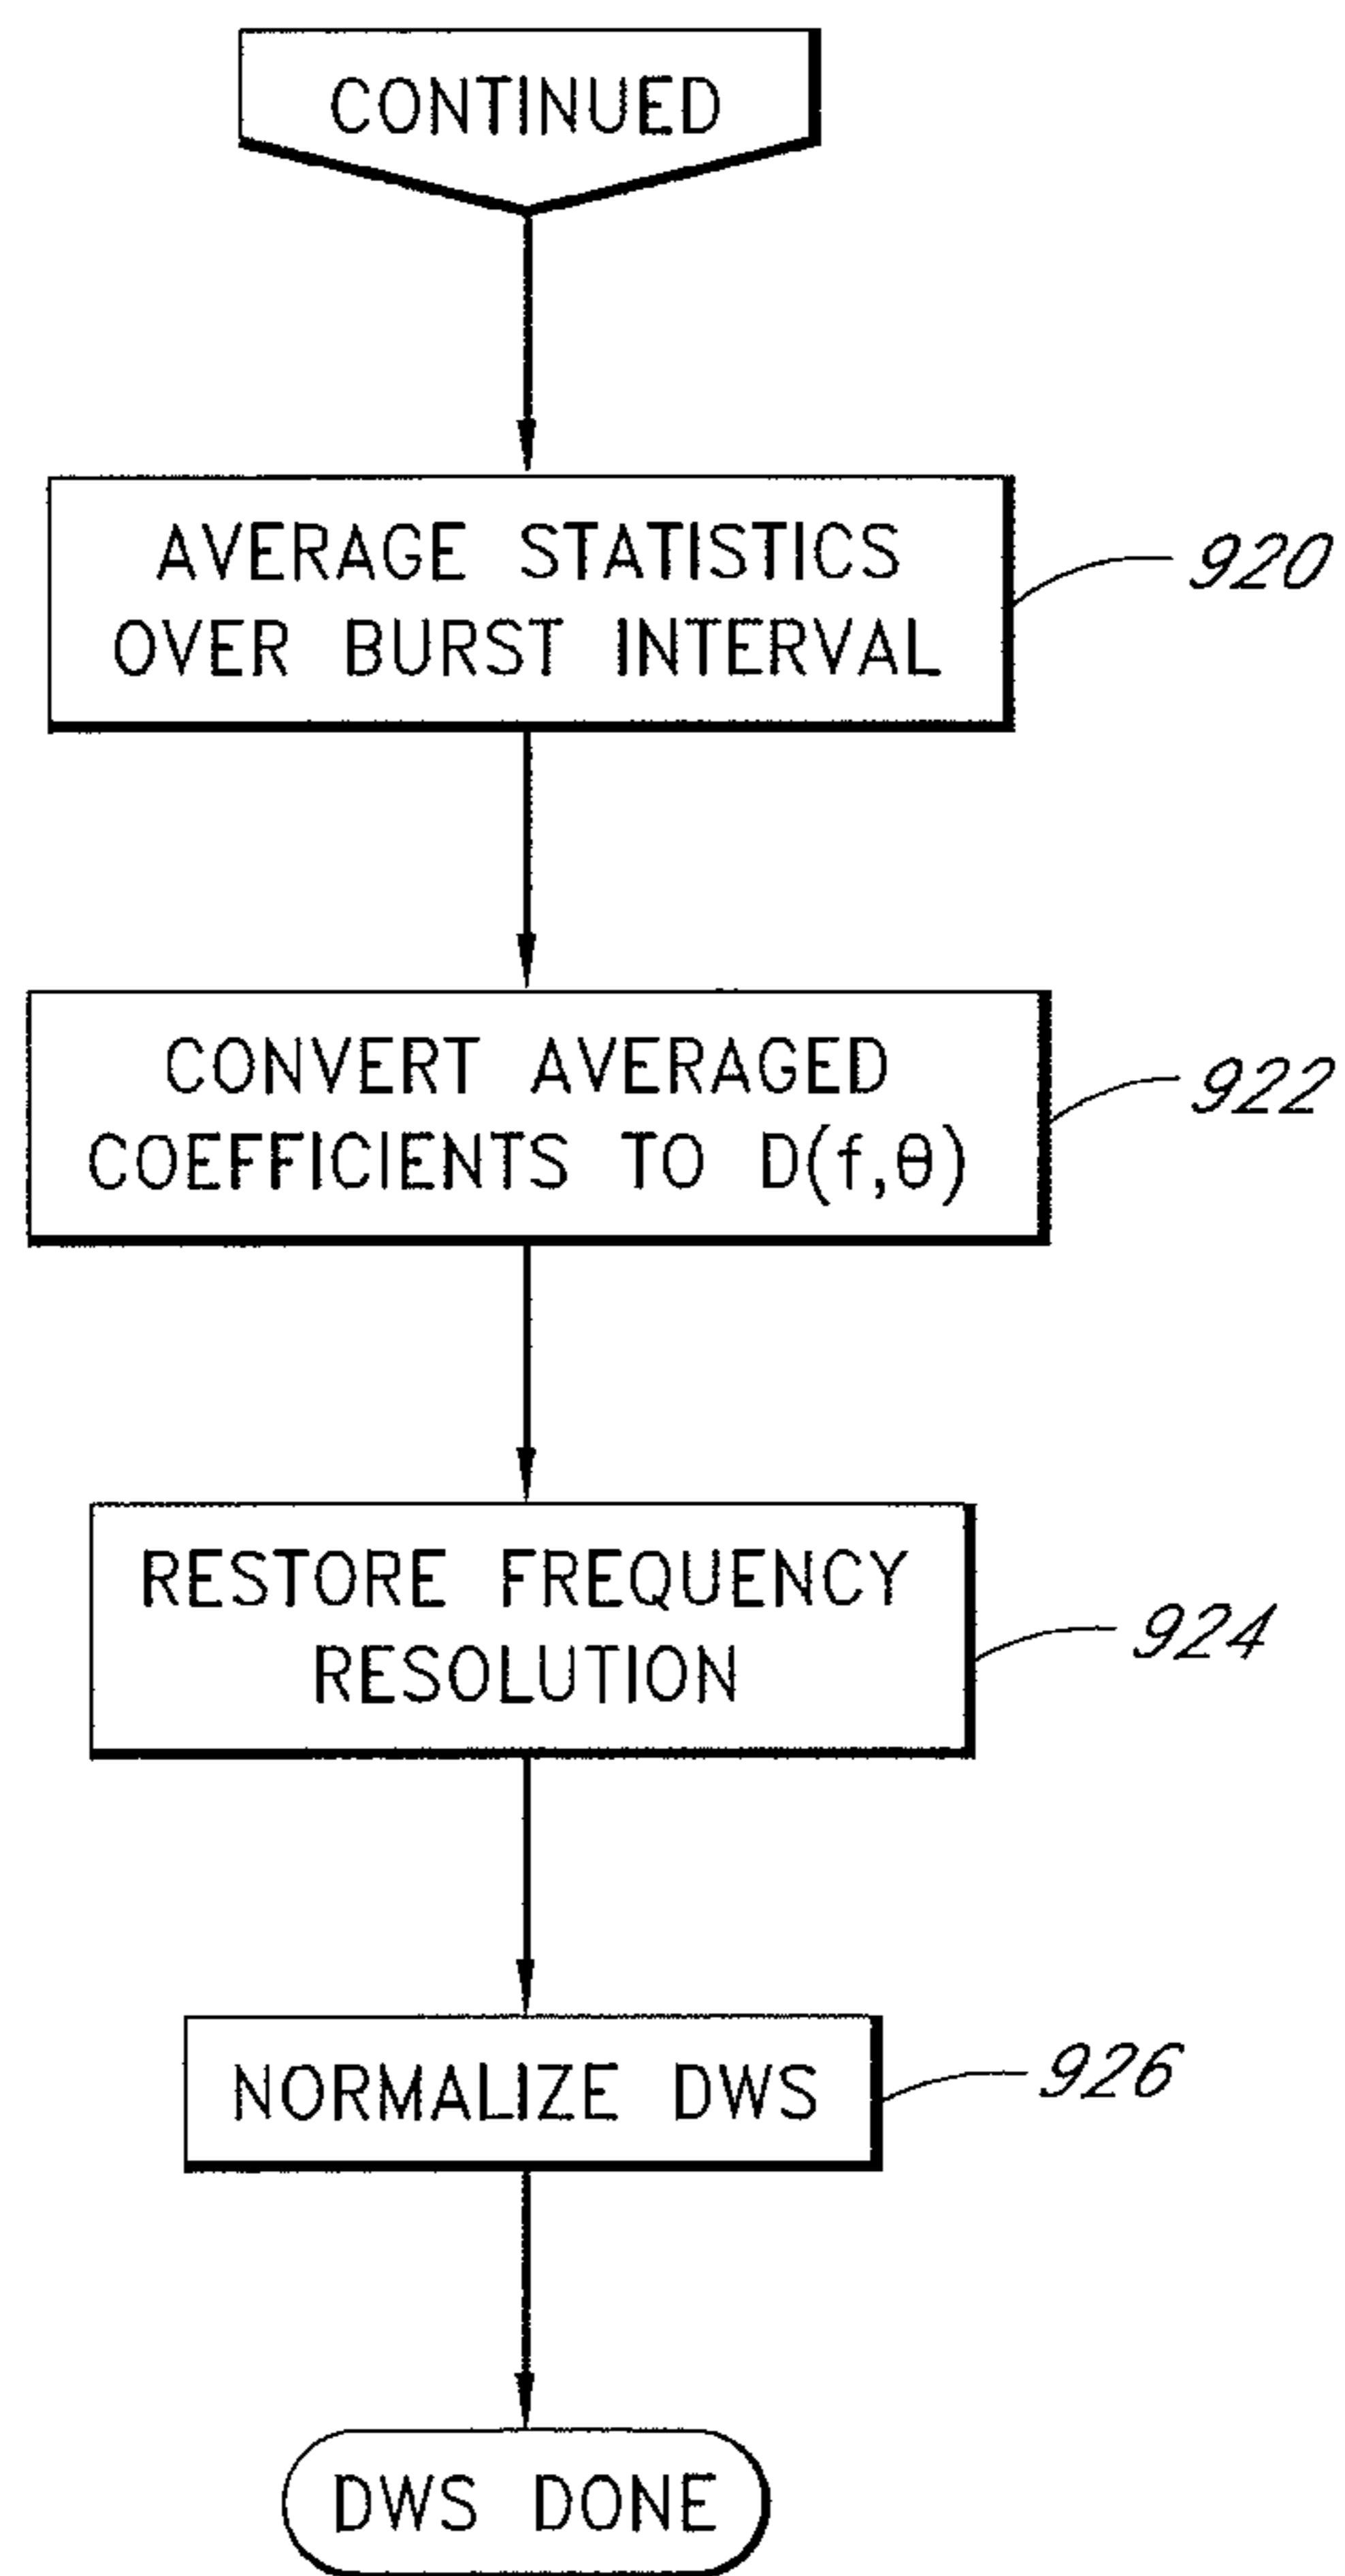 CONTINUED
AVERAGE STATISTICS
OVER BURST INTERVAL
920
CONVERT AVERAGED
COEFFICIENTS TO D(f,θ)
922
RESTORE FREQUENCY
RESOLUTION
924
NORMALIZE DWS
926
DWS DONE